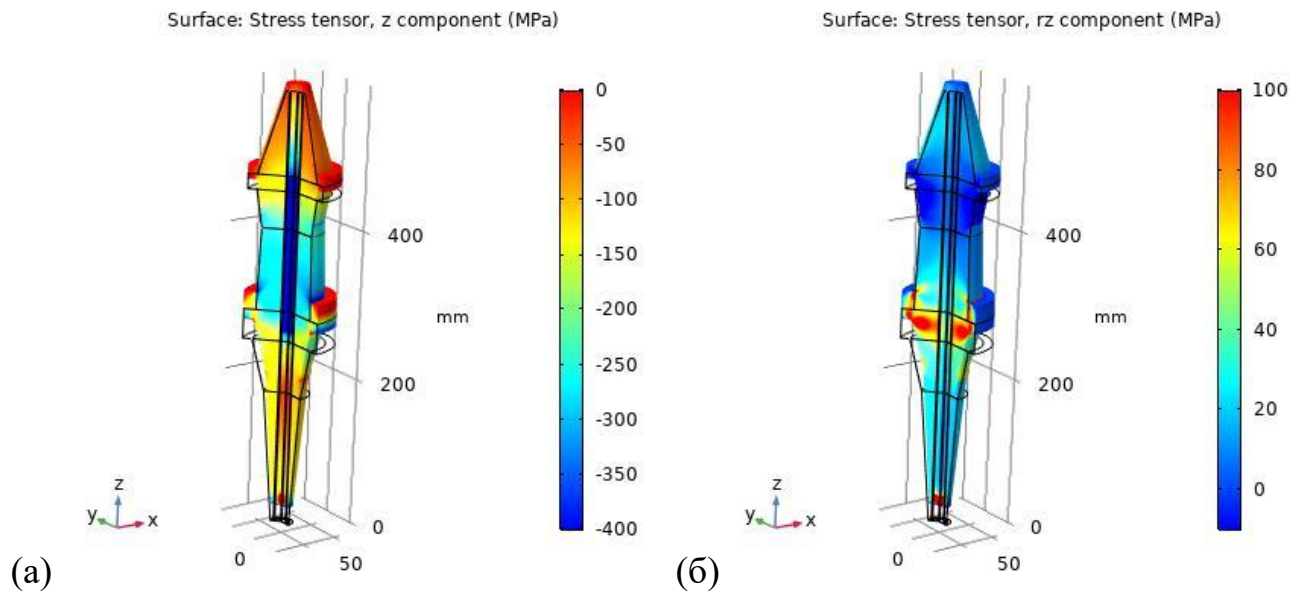 Surface: Stress tensor, z component (MPa)
0
-50
-100
-150
-200
-250
-300
-350
-400
400
mm
200
0
0
50
z
y
x
(а)
Surface: Stress tensor, rz component (MPa)
100
80
60
40
20
0
400
mm
200
0
0
50
z
y
x
(б)